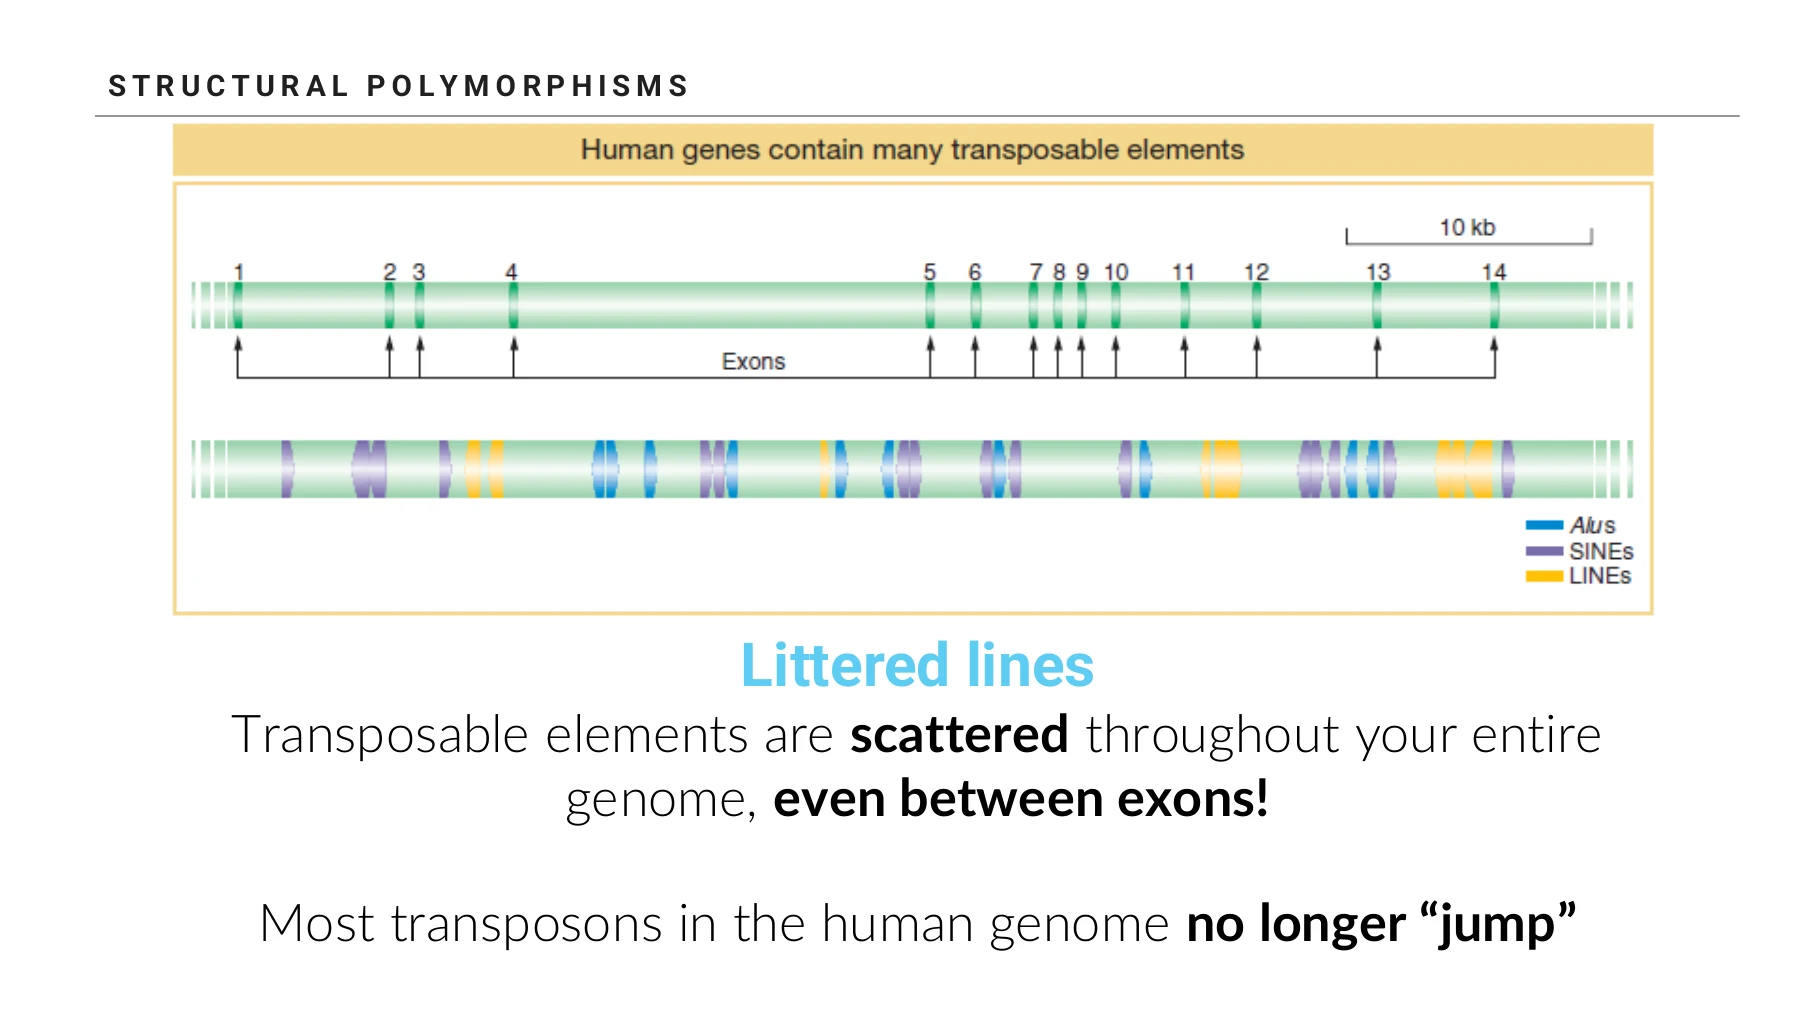 STRUCTURAL POLYMORPHISMS
Human genes contain many transposable elements
10 kb
1 2 3 4 5 6 7 8 9 10 11 12 13 14
Exons
Alus
SINEs
LINEs
Littered lines
Transposable elements are scattered throughout your entire
genome, even between exons!
Most transposons in the human genome no longer “jump”